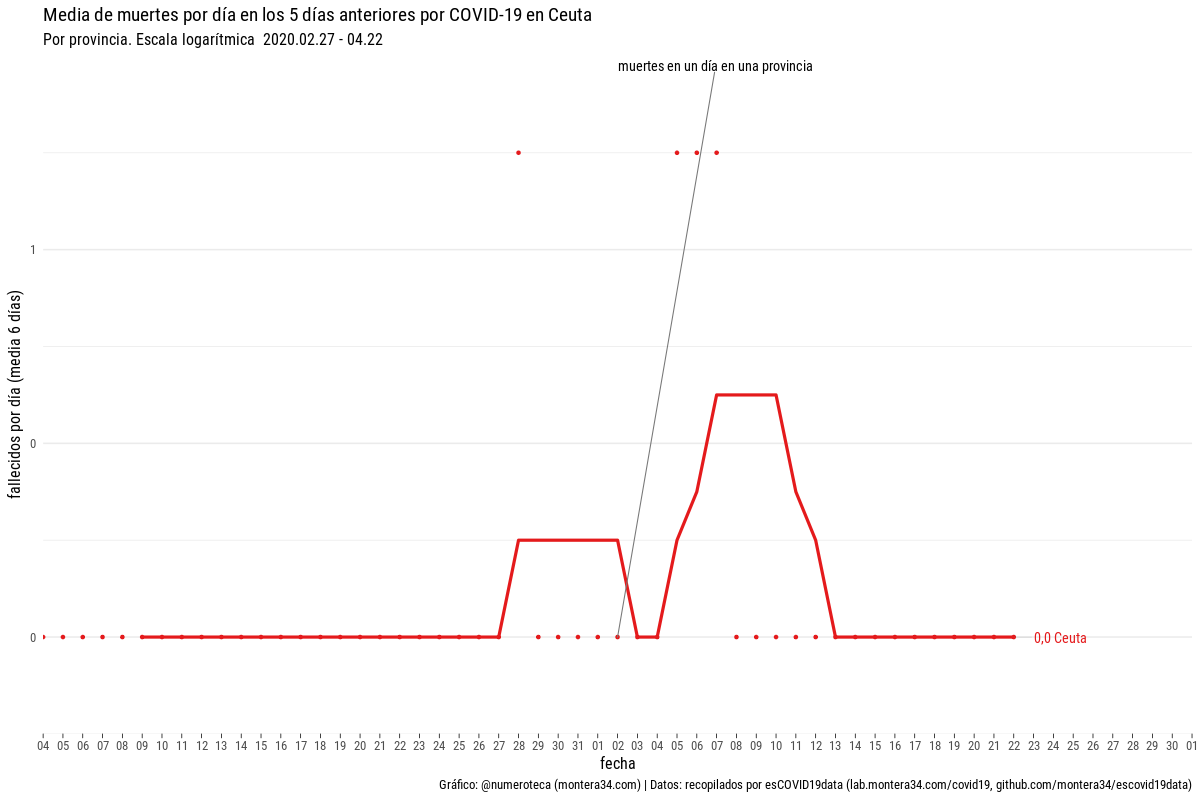 Media de muertes por día en los 5 días anteriores por COVID-19 en Ceuta
Por provincia. Escala logarítmica  2020.02.27 - 04.22
muertes en un día en una provincia
1
fallecidos por día (media 6 días)
0
0
0,0 Ceuta
04 05 06 07 08 09 10 11 12 13 14 15 16 17 18 19 20 21 22 23 24 25 26 27 28 29 30 31 01 02 03 04 05 06 07 08 09 10 11 12 13 14 15 16 17 18 19 20 21 22 23 24 25 26 27 28 29 30 01
fecha
Gráfico: @numeroteca (montera34.com) | Datos: recopilados por esCOVID19data (lab.montera34.com/covid19, github.com/montera34/escovid19data)